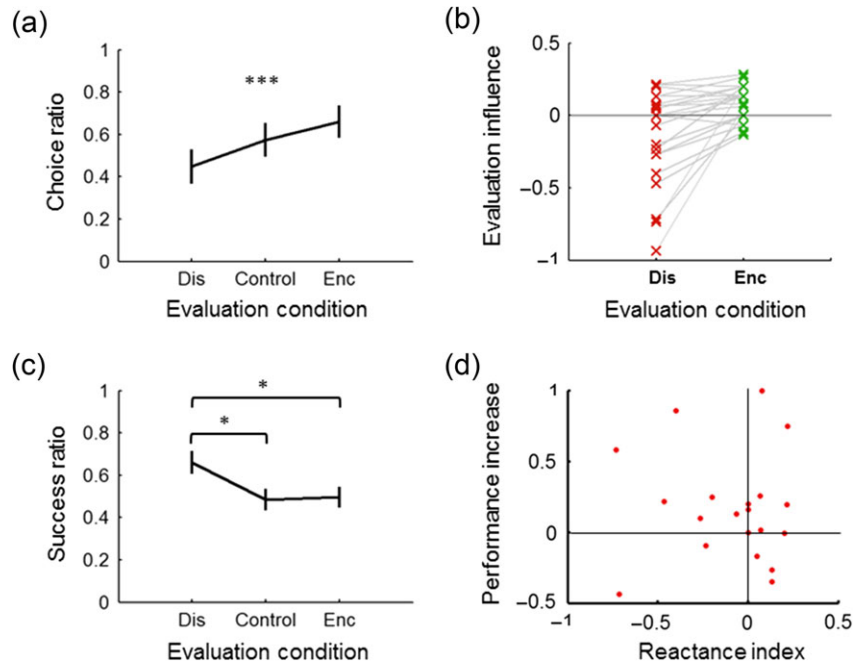 (a)
1
0.8
0.6
0.4
0.2
0
Choice ratio
***
Dis Control Enc
Evaluation condition
(b)
0.5
0
−0.5
−1
Evaluation influence
Dis Enc
Evaluation condition
(c)
1
0.8
0.6
0.4
0.2
0
Success ratio
*
*
Dis Control Enc
Evaluation condition
(d)
1
0.5
0
−0.5
Performance increase
−1 −0.5 0 0.5
Reactance index